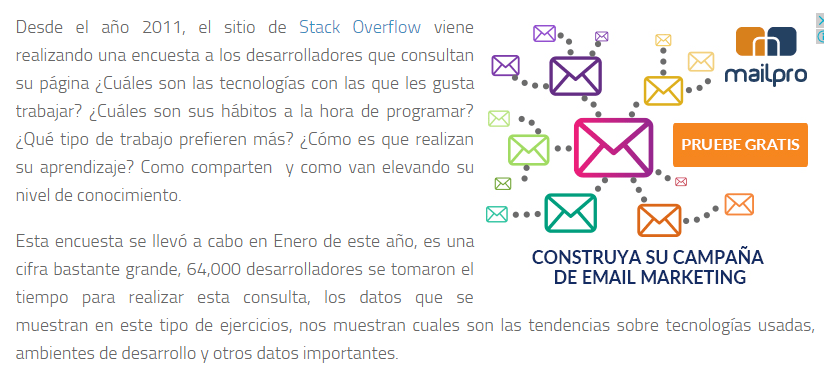 Desde el año 2011, el sitio de Stack Overflow viene
realizando una encuesta a los desarrolladores que consultan
su página ¿Cuáles son las tecnologías con las que les gusta
trabajar? ¿Cuáles son sus hábitos a la hora de programar?
¿Qué tipo de trabajo prefieren más? ¿Cómo es que realizan
su aprendizaje? Como comparten y como van elevando su
nivel de conocimiento.
Esta encuesta se llevó a cabo en Enero de este año, es una
cifra bastante grande, 64,000 desarrolladores se tomaron el
tiempo para realizar esta consulta, los datos que se
muestran en este tipo de ejercicios, nos muestran cuales son las tendencias sobre tecnologías usadas,
ambientes de desarrollo y otros datos importantes.
mailpro
PRUEBE GRATIS
CONSTRUYA SU CAMPAÑA
DE EMAIL MARKETING